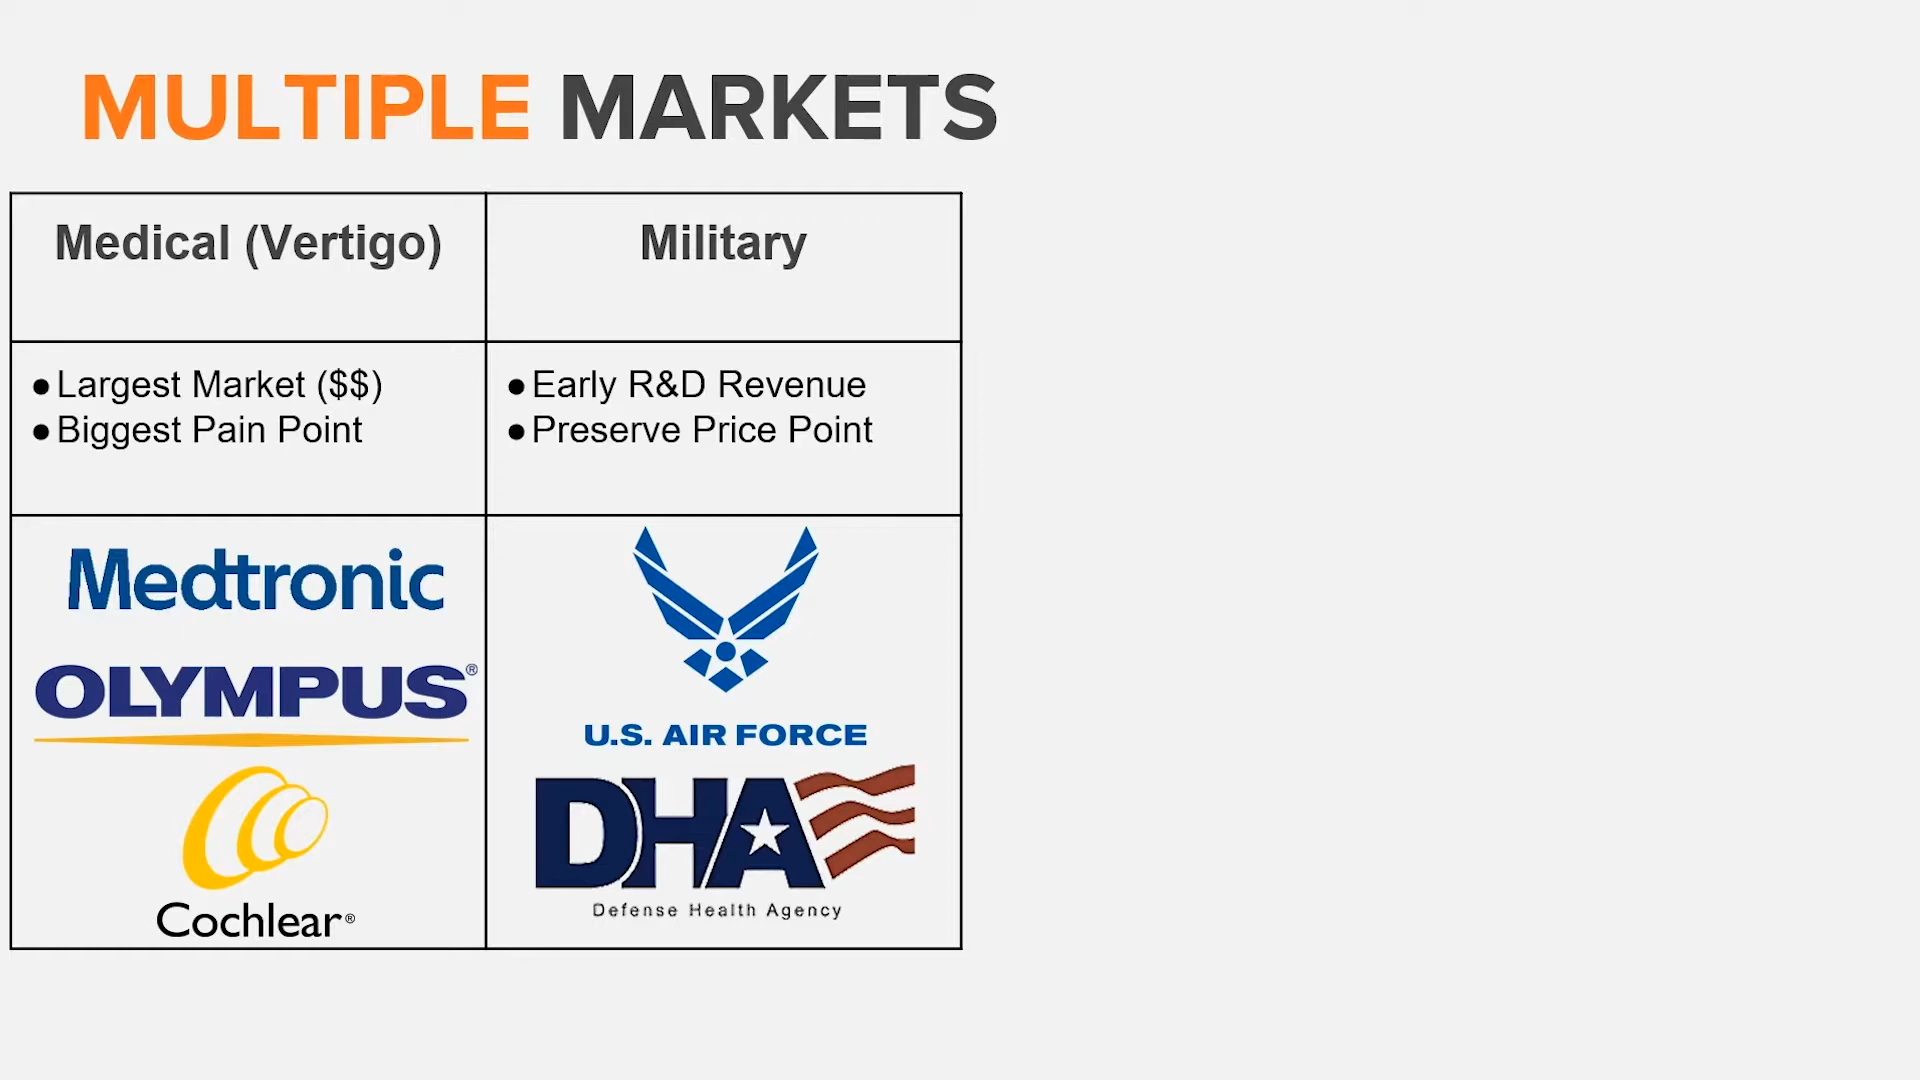 MULTIPLE MARKETS
Medical (Vertigo)
Military
●Largest Market ($$)
●Biggest Pain Point
●Early R&D Revenue
●Preserve Price Point
Medtronic
OLYMPUS®
Cochlear®
U.S. AIR FORCE
DHA
Defense Health Agency